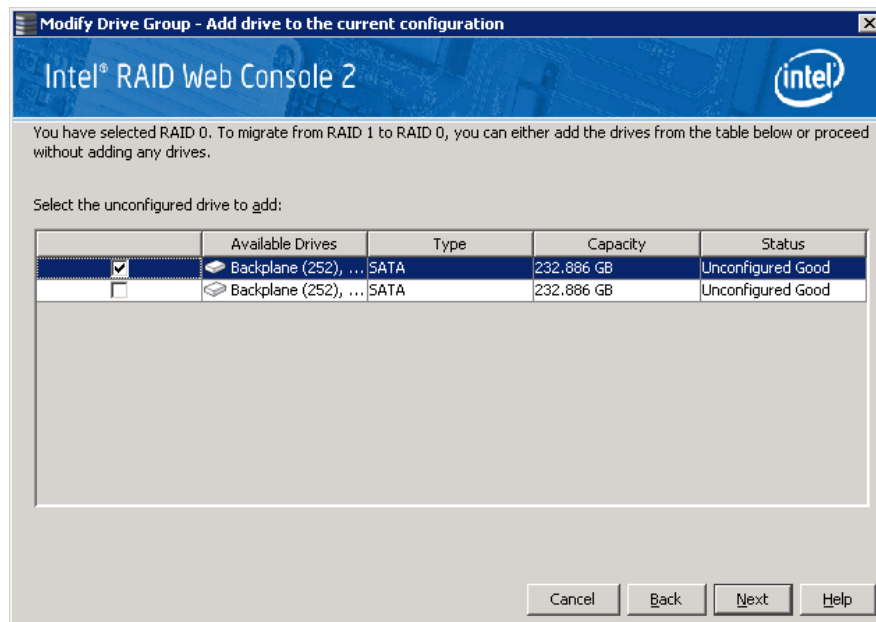 Modify Drive Group - Add drive to the current configuration
Intel® RAID Web Console 2
intel
You have selected RAID 0. To migrate from RAID 1 to RAID 0, you can either add the drives from the table below or proceed
without adding any drives.
Select the unconfigured drive to add:
Available Drives Type Capacity Status
Backplane (252), ... SATA 232.886 GB Unconfigured Good
Backplane (252), ... SATA 232.886 GB Unconfigured Good
Cancel Back Next Help